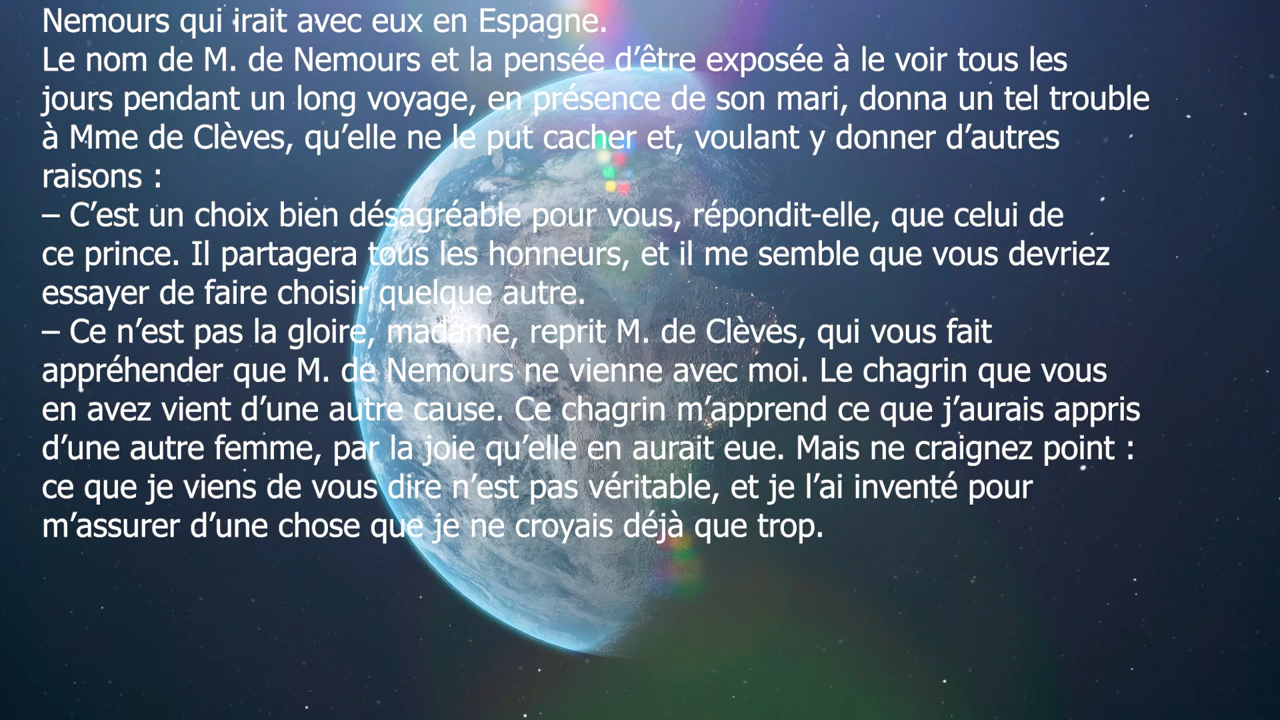 Nemours qui irait avec eux en Espagne.
Le nom de M. de Nemours et la pensée d’être exposée à le voir tous les
jours pendant un long voyage, en présence de son mari, donna un tel trouble
à Mme de Clèves, qu’elle ne le put cacher et, voulant y donner d’autres
raisons :
– C’est un choix bien désagréable pour vous, répondit-elle, que celui de
ce prince. Il partagera tous les honneurs, et il me semble que vous devriez
essayer de faire choisir quelque autre.
– Ce n’est pas la gloire, madame, reprit M. de Clèves, qui vous fait
appréhender que M. de Nemours ne vienne avec moi. Le chagrin que vous
en avez vient d’une autre cause. Ce chagrin m’apprend ce que j’aurais appris
d’une autre femme, par la joie qu’elle en aurait eue. Mais ne craignez point :
ce que je viens de vous dire n’est pas véritable, et je l’ai inventé pour
m’assurer d’une chose que je ne croyais déjà que trop.